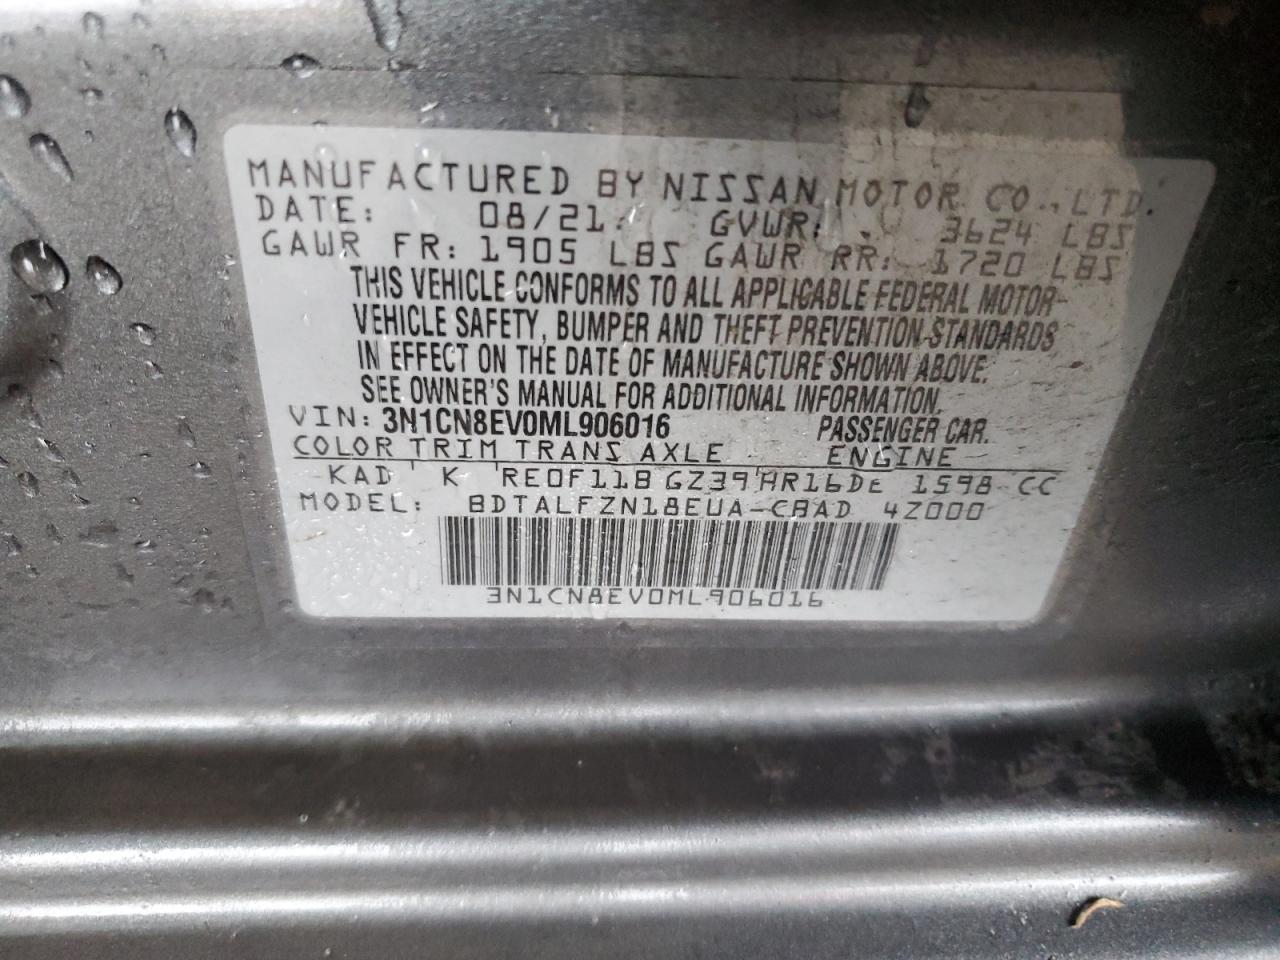 MANUFACTURED BY NISSAN MOTOR CO., LTD.
DATE: 08/21 GVWR: 3624 LBS
GAWR FR: 1905 LBS GAWR RR: 1720 LBS
THIS VEHICLE CONFORMS TO ALL APPLICABLE FEDERAL MOTOR
VEHICLE SAFETY, BUMPER AND THEFT PREVENTION STANDARDS
IN EFFECT ON THE DATE OF MANUFACTURE SHOWN ABOVE.
SEE OWNER'S MANUAL FOR ADDITIONAL INFORMATION.
VIN: 3N1CN8EV0ML906016 PASSENGER CAR.
COLOR TRIM TRANS AXLE ENGINE
KAD K RE0F11B GZ39 HR16DE 1598 CC
MODEL: BDTALFZN18EUA-CBAD 4Z000
3N1CN8EV0ML906016